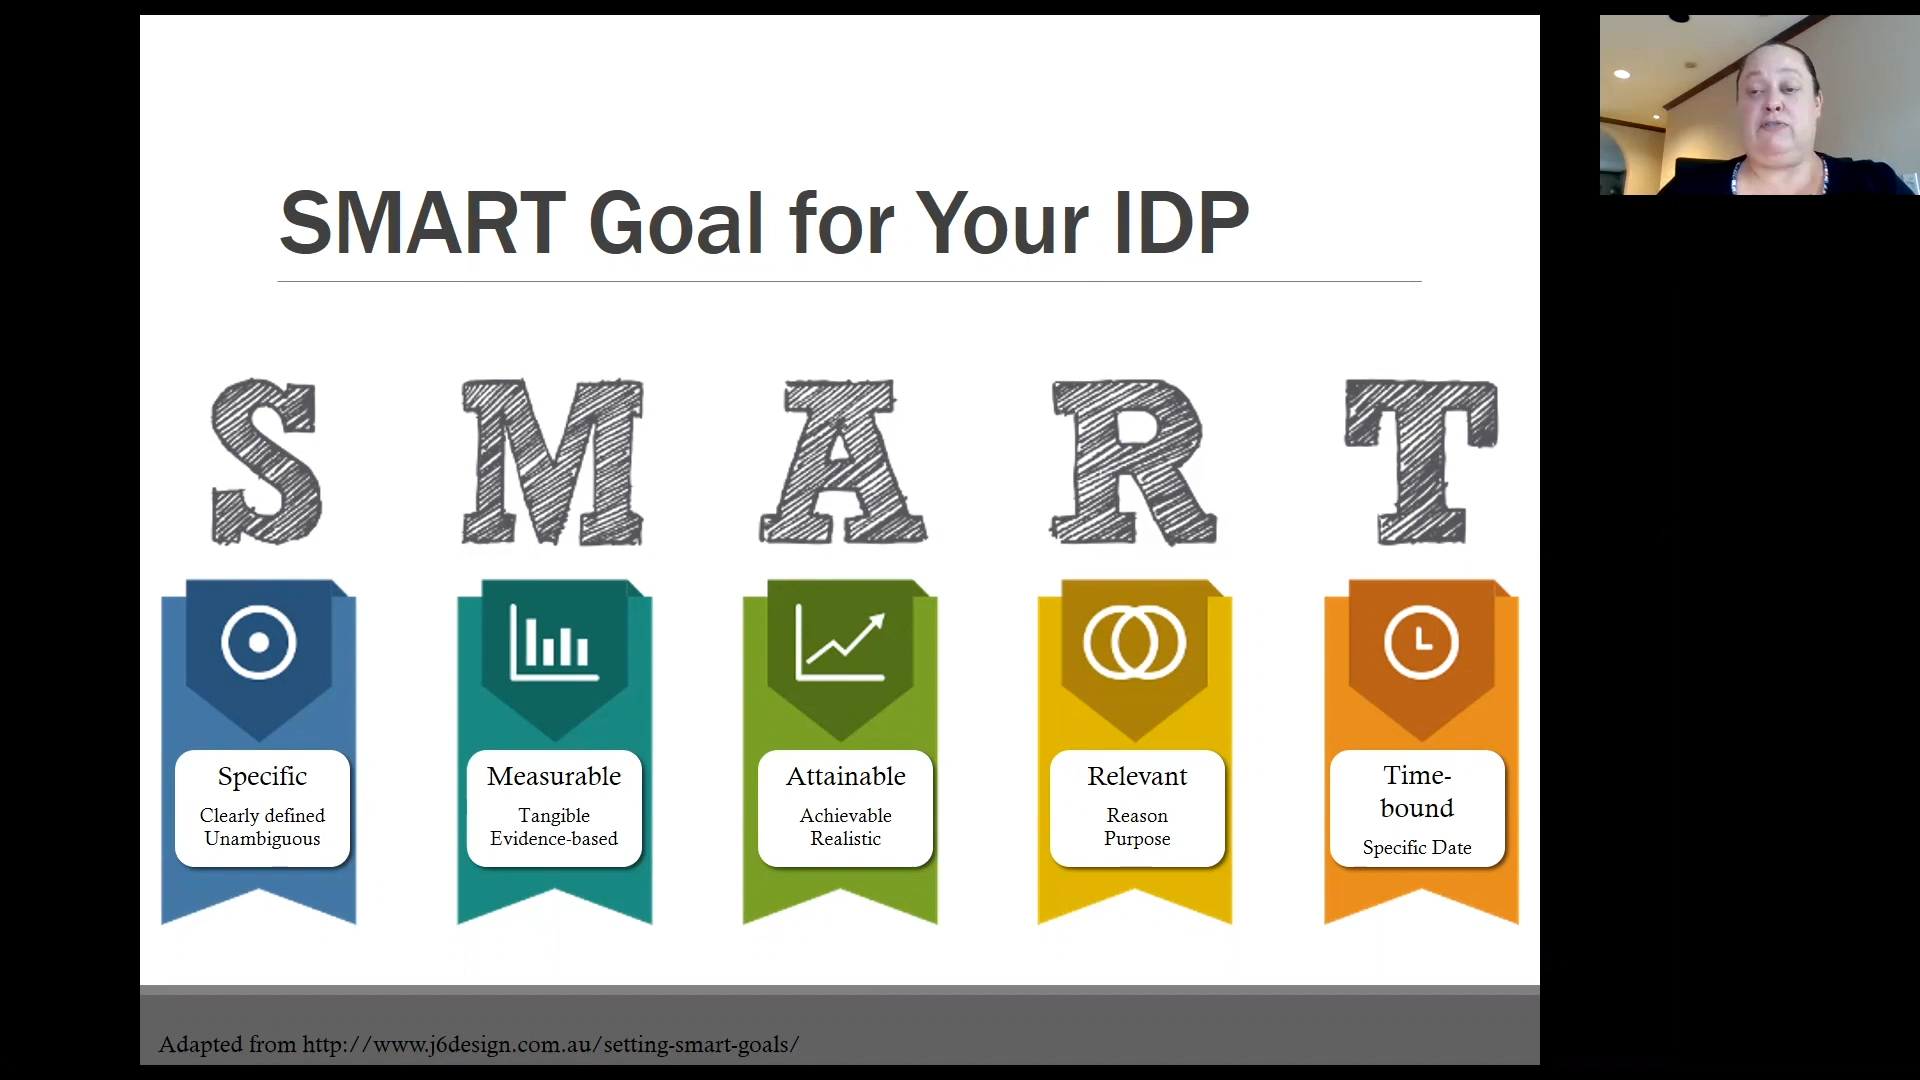 SMART Goal for Your IDP
S M A R T
Specific
Clearly defined
Unambiguous
Measurable
Tangible
Evidence-based
Attainable
Achievable
Realistic
Relevant
Reason
Purpose
Time-
bound
Specific Date
Adapted from http://www.j6design.com.au/setting-smart-goals/